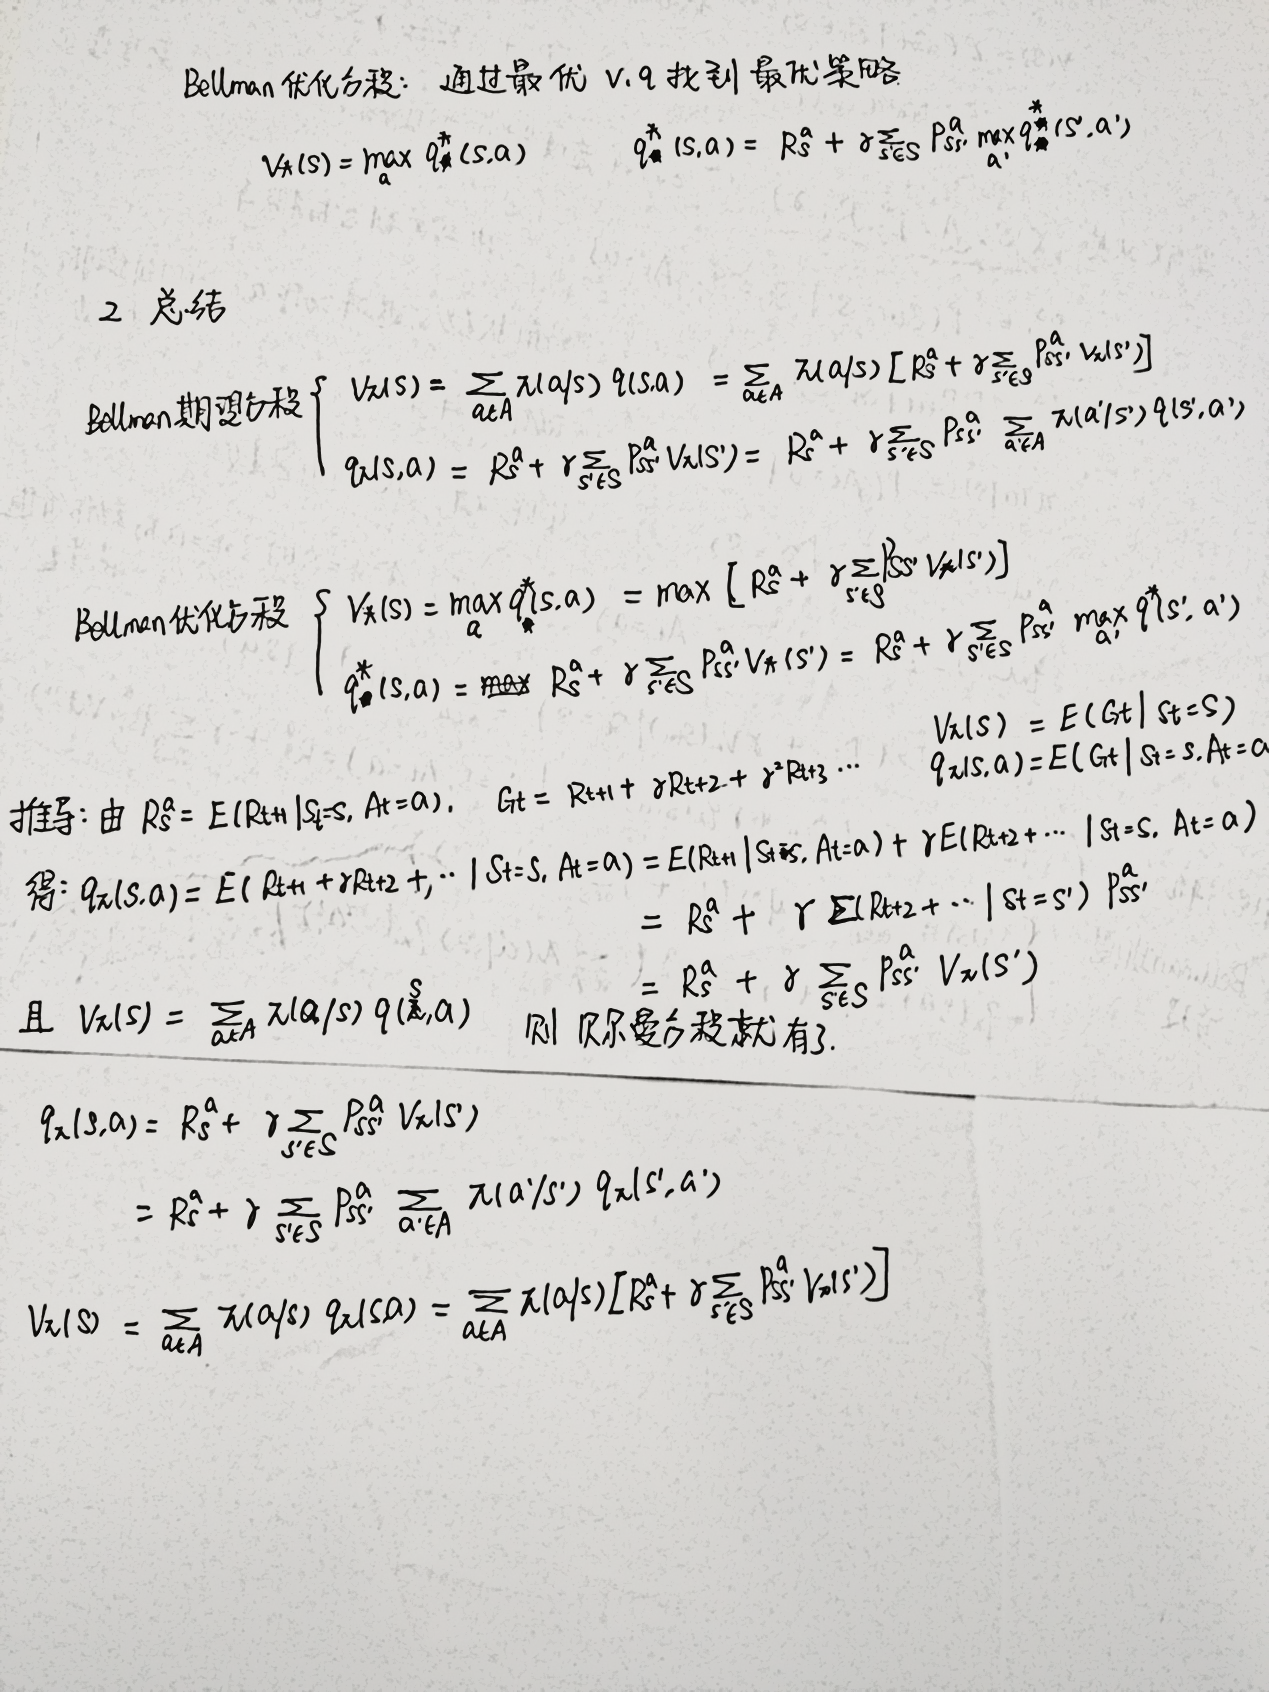 Bellman优化方程: 通过最优 v.q 找到最优策略
V*(s) = max_a q*(s.a)    q*(s.a) = R_s^a + γ Σ_{s'∈S} P_{ss'}^a max_{a'} q*(s'.a')
2 总结
Bellman期望方程 { Vπ(s) = Σ_{a∈A} π(a/s) q(s.a) = Σ_{a∈A} π(a/s) [R_s^a + γ Σ_{s'∈S} P_{ss'}^a Vπ(s')]
qπ(s,a) = R_s^a + γ Σ_{s'∈S} P_{ss'}^a Vπ(s') = R_s^a + γ Σ_{s'∈S} P_{ss'}^a Σ_{a'∈A} π(a'/s') q(s',a')
Bellman优化方程 { V*(s) = max_a q*(s.a) = max [R_s^a + γ Σ_{s'∈S} P_{ss'} V*(s')]
q*(s,a) = R_s^a + γ Σ_{s'∈S} P_{ss'}^a V*(s') = R_s^a + γ Σ_{s'∈S} P_{ss'}^a max_{a'} q*(s', a')
Vπ(s) = E(Gt | St=s)
qπ(s,a) = E(Gt | St=s.At=a
推导: 由 R_s^a = E(Rt+1 | St=s, At=a). Gt = Rt+1 + γRt+2 + γ²Rt+3 ···
得: qπ(s.a) = E( Rt+1 + γRt+2 + ··· | St=s, At=a) = E(Rt+1 | St=s, At=a) + γE(Rt+2 + ··· | St=s, At=a)
= R_s^a + γ Σ(Rt+2 + ··· | St=s') P_{ss'}^a
= R_s^a + γ Σ_{s'∈S} P_{ss'}^a Vπ(s')
且 Vπ(s) = Σ_{a∈A} π(a/s) q(s,a)    则 贝尔曼方程就有了.
qπ(s,a) = R_s^a + γ Σ_{s'∈S} P_{ss'}^a Vπ(s')
= R_s^a + γ Σ_{s'∈S} P_{ss'}^a Σ_{a'∈A} π(a'/s') qπ(s',a')
Vπ(s) = Σ_{a∈A} π(a/s) qπ(s,a) = Σ_{a∈A} π(a/s) [R_s^a + γ Σ_{s'∈S} P_{ss'}^a Vπ(s')]